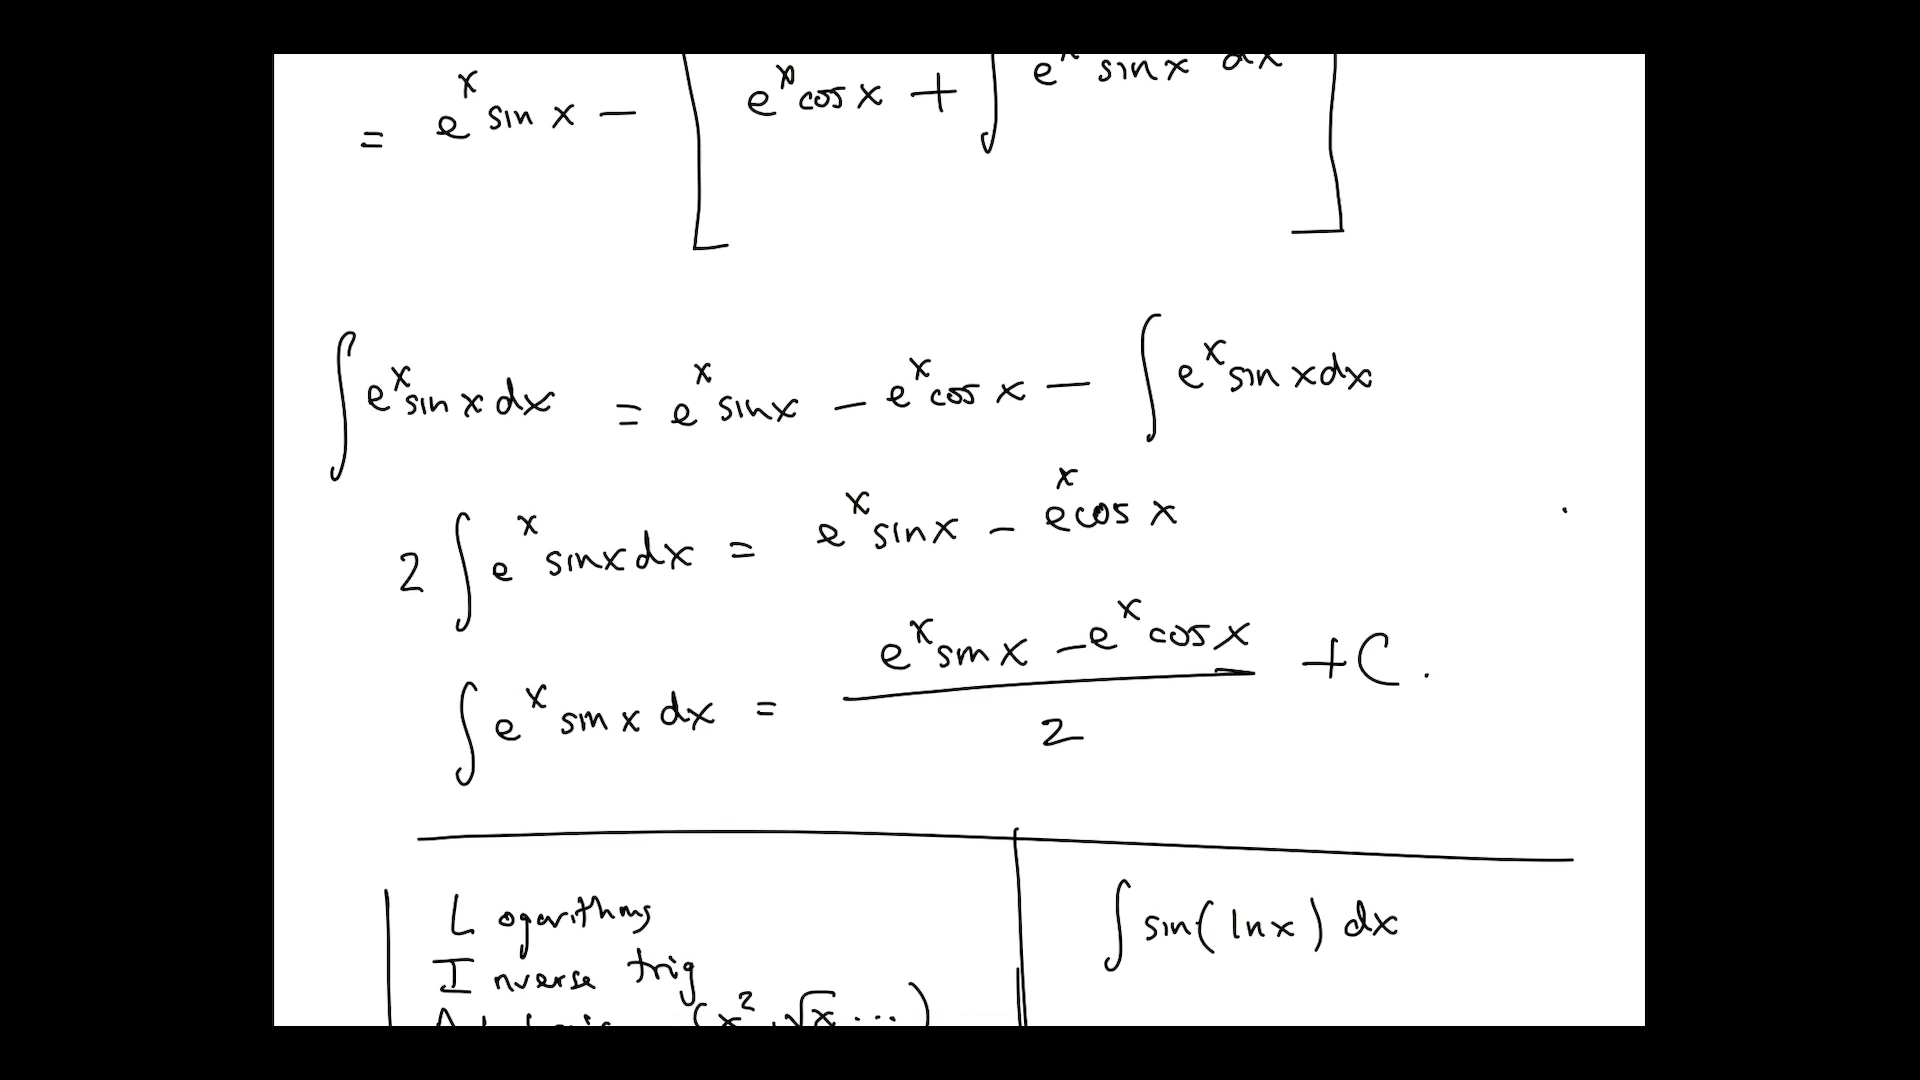 = e^x sin x - [ e^x cos x + ∫ e^x sin x dx ]
∫ e^x sin x dx = e^x sin x - e^x cos x - ∫ e^x sin x dx
2 ∫ e^x sin x dx = e^x sin x - e^x cos x
∫ e^x sin x dx = (e^x sin x - e^x cos x) / 2 + C.
Logarithms
Inverse trig
(x^2, √x ...)
∫ sin(ln x) dx